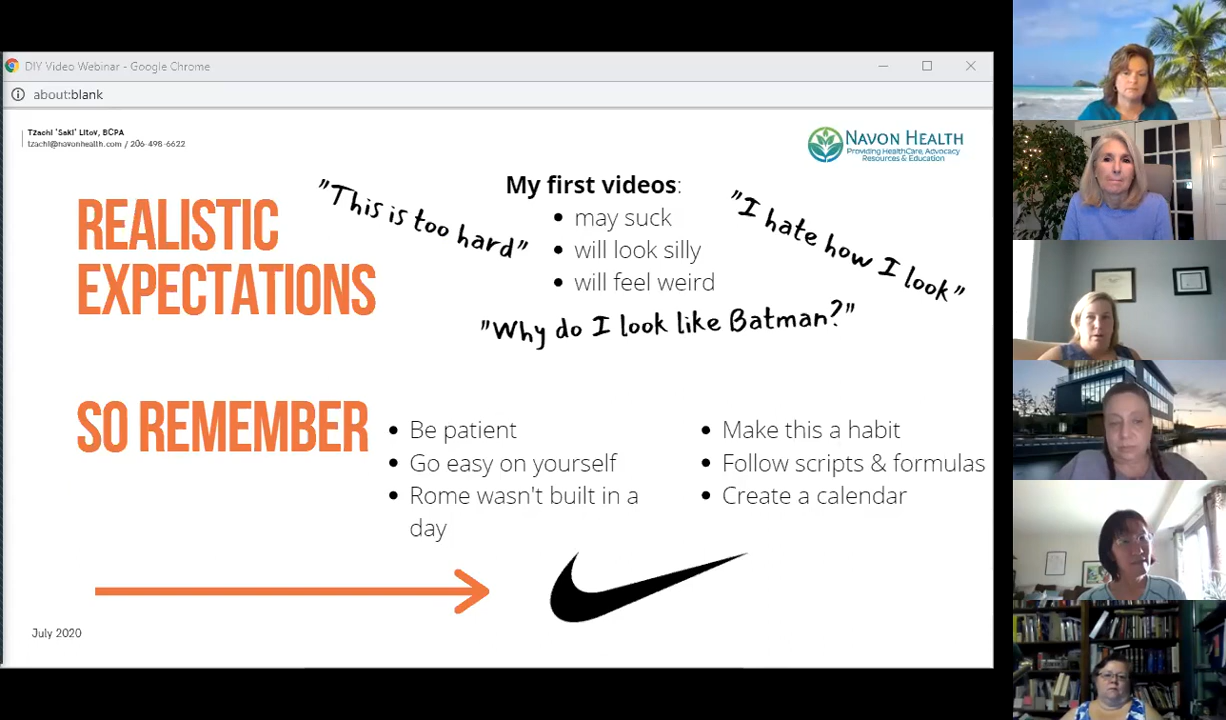 DIY Video Webinar - Google Chrome
about:blank
Tzachi 'Saki' Litov, BCPA
tzachi@navonhealth.com / 206-498-6622
NAVON HEALTH
Providing HealthCare, Advocacy
Resources & Education
REALISTIC
EXPECTATIONS
"This is too hard"
My first videos:
• may suck
• will look silly
• will feel weird
"I hate how I look"
"Why do I look like Batman?"
SO REMEMBER
• Be patient
• Go easy on yourself
• Rome wasn't built in a
day
• Make this a habit
• Follow scripts & formulas
• Create a calendar
July 2020